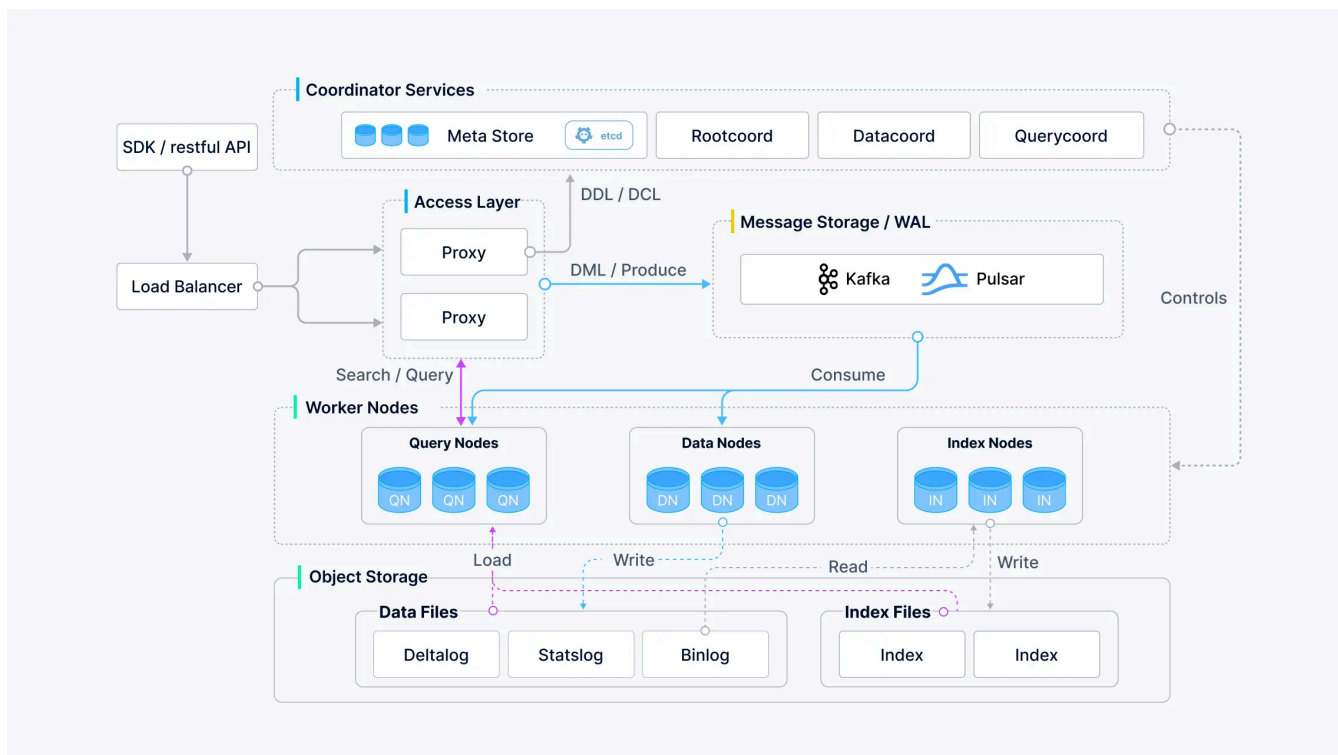 Coordinator Services
Meta Store
etcd
Rootcoord
Datacoord
Querycoord
SDK / restful API
Access Layer
DDL / DCL
Proxy
Message Storage / WAL
DML / Produce
Kafka
Pulsar
Load Balancer
Controls
Proxy
Search / Query
Consume
Worker Nodes
Query Nodes
Data Nodes
Index Nodes
QN
QN
QN
DN
DN
DN
IN
IN
IN
Load
Write
Read
Write
Object Storage
Data Files
Index Files
Deltalog
Statslog
Binlog
Index
Index